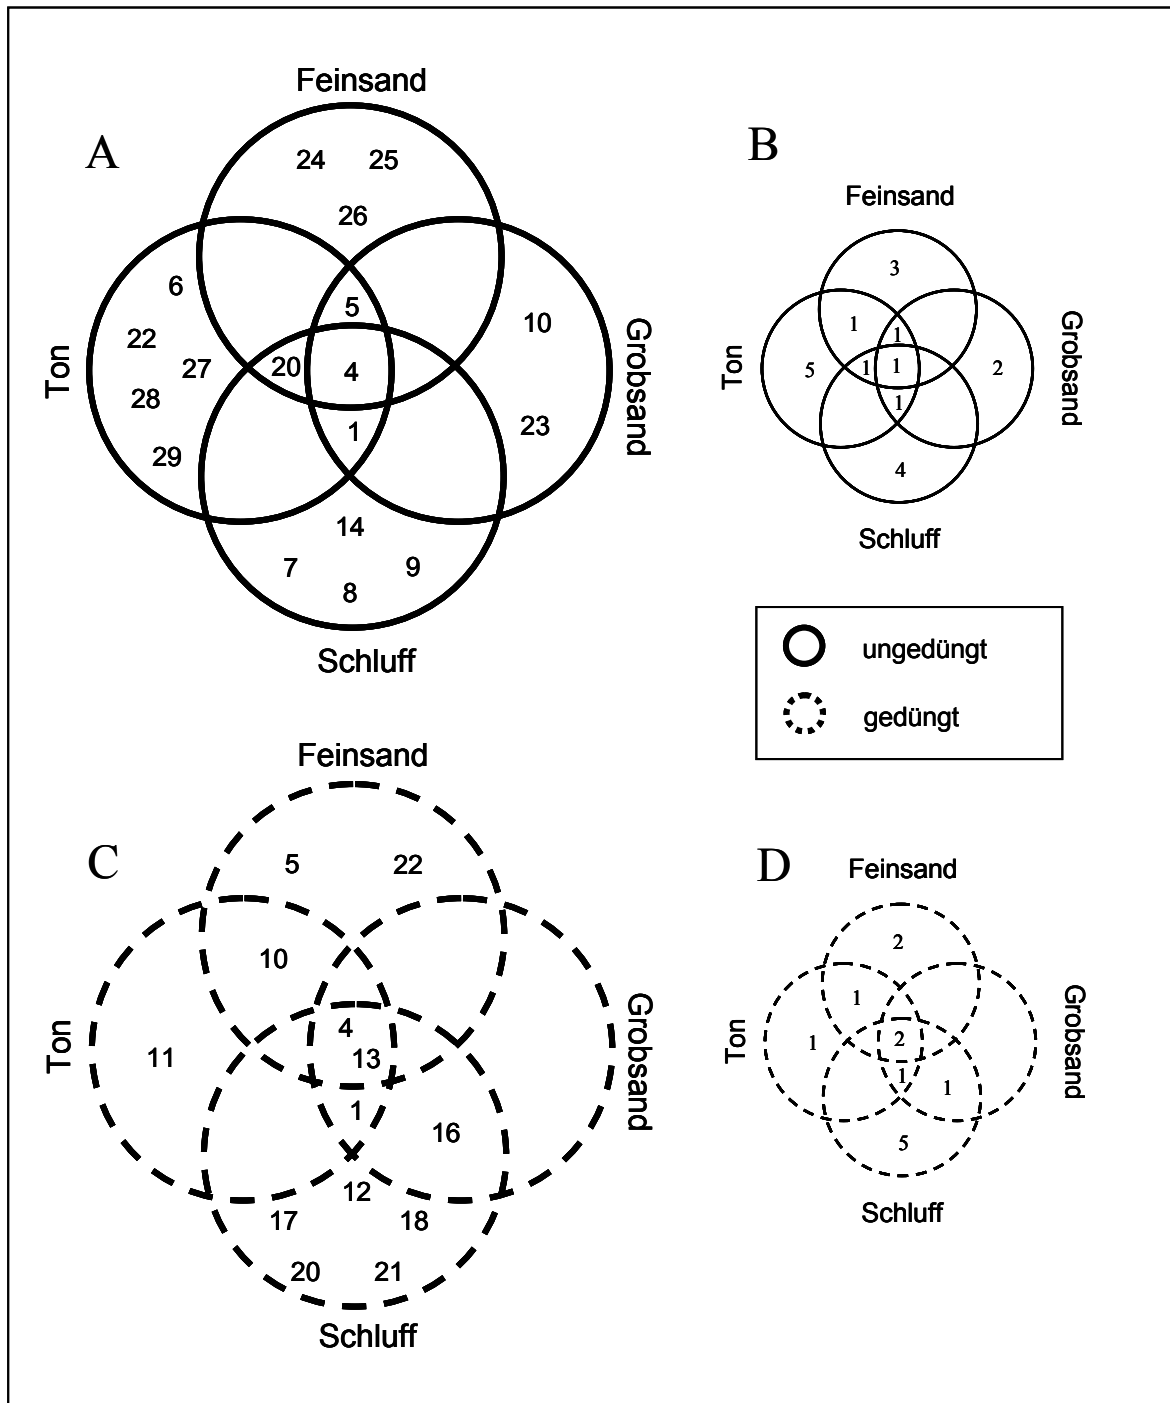 Feinsand
A
24 25
26
6
5
10
22
Ton
27
20
4
Grobsand
28
23
1
29
14
7
9
8
Schluff
B
Feinsand
3
1
1
Ton
5
1
1
2
Grobsand
1
4
Schluff
ungedüngt
gedüngt
Feinsand
C
5
22
10
4
Ton
11
13
Grobsand
1
16
12
17
18
20
21
Schluff
D
Feinsand
2
1
Ton
1
2
Grobsand
1
1
5
Schluff